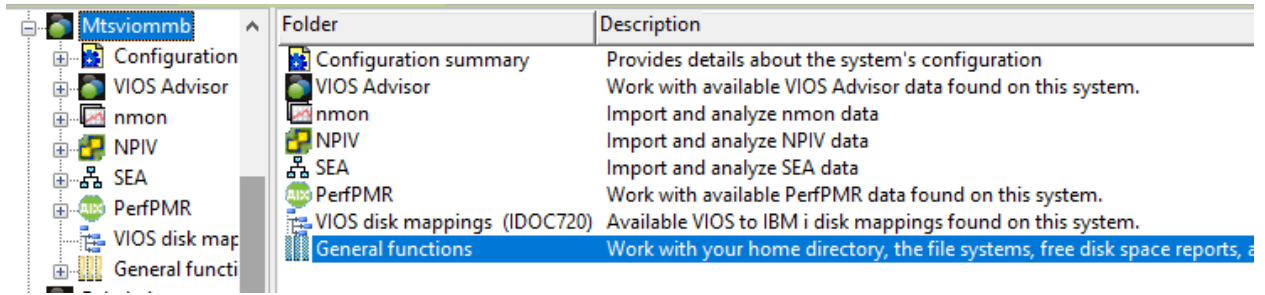 Mtsviommb
Configuration
VIOS Advisor
nmon
NPIV
SEA
PerfPMR
VIOS disk map
General functi
Folder Description
Configuration summary Provides details about the system's configuration
VIOS Advisor Work with available VIOS Advisor data found on this system.
nmon Import and analyze nmon data
NPIV Import and analyze NPIV data
SEA Import and analyze SEA data
PerfPMR Work with available PerfPMR data found on this system.
VIOS disk mappings (IDOC720) Available VIOS to IBM i disk mappings found on this system.
General functions Work with your home directory, the file systems, free disk space reports,